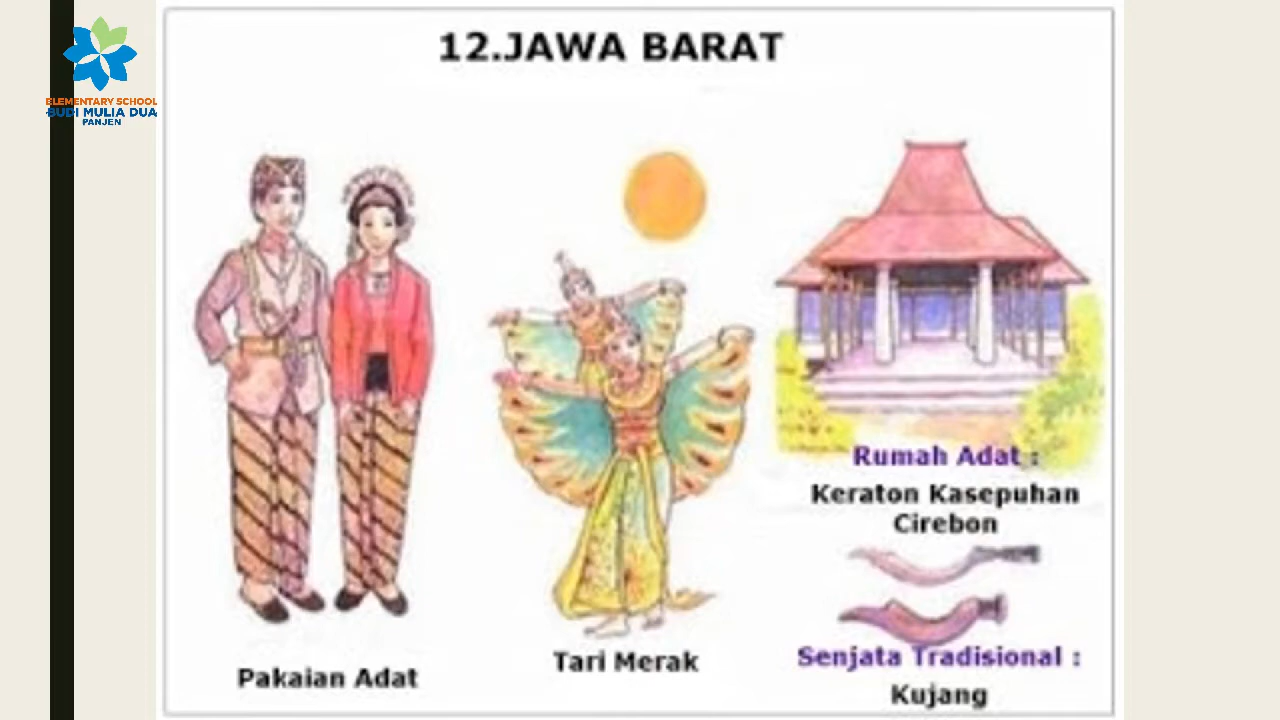 12.JAWA BARAT
ELEMENTARY SCHOOL
BUDI MULIA DUA
PANJEN
Pakaian Adat
Tari Merak
Rumah Adat :
Keraton Kasepuhan
Cirebon
Senjata Tradisional :
Kujang